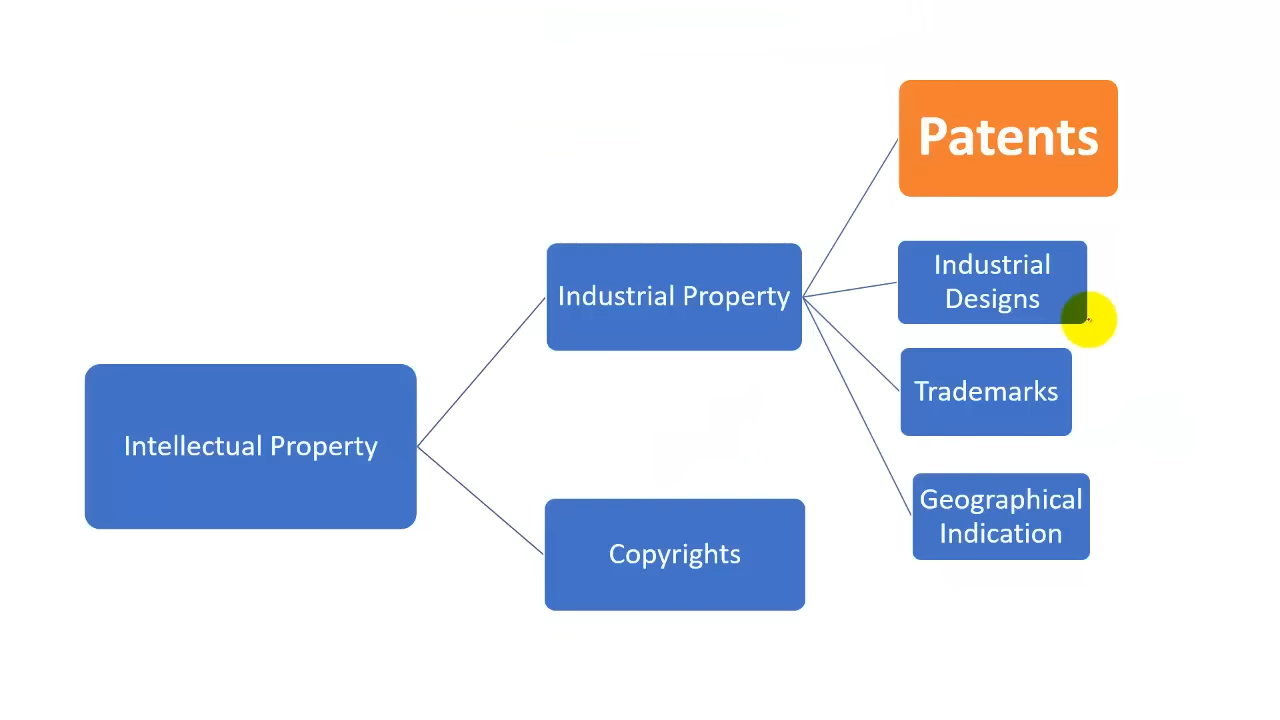 Patents
Industrial
Designs
Industrial Property
Trademarks
Intellectual Property
Geographical
Indication
Copyrights